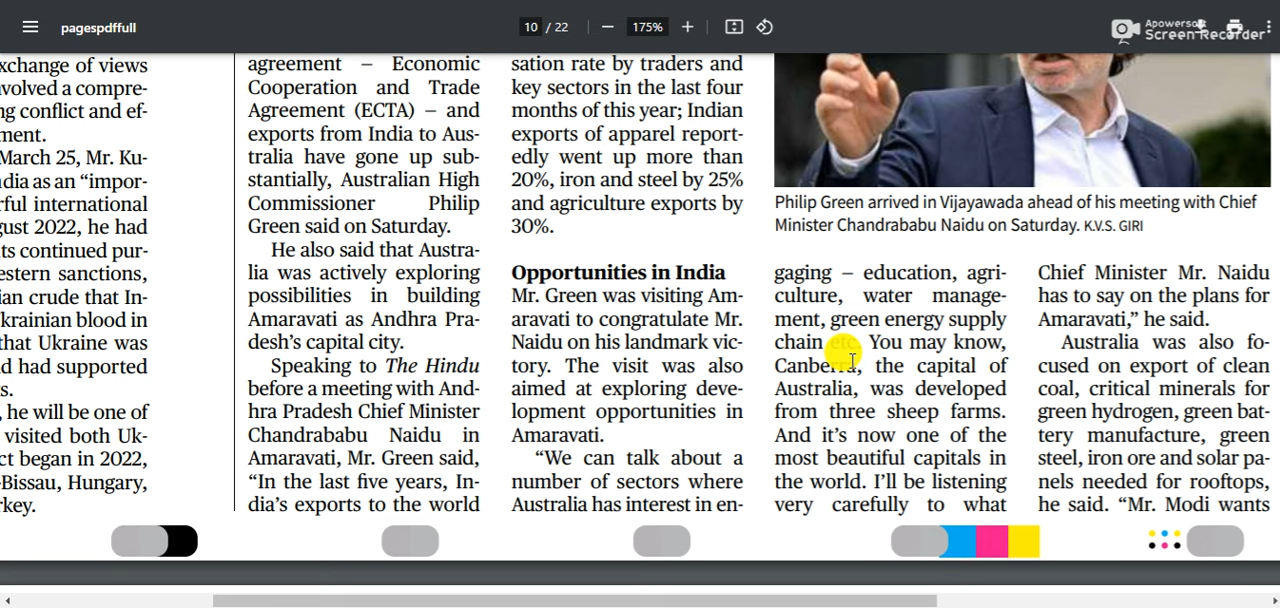 pagespdffull
10 / 22
175%
Apowersoft
Screen Recorder
xchange of views
nvolved a compre-
ng conflict and ef-
ment.
March 25, Mr. Ku-
dia as an “impor-
rful international
gust 2022, he had
ts continued pur-
estern sanctions,
ian crude that In-
krainian blood in
that Ukraine was
d had supported
s.
, he will be one of
visited both Uk-
ct began in 2022,
-Bissau, Hungary,
rkey.
agreement – Economic
Cooperation and Trade
Agreement (ECTA) – and
exports from India to Aus-
tralia have gone up sub-
stantially, Australian High
Commissioner Philip
Green said on Saturday.
He also said that Austra-
lia was actively exploring
possibilities in building
Amaravati as Andhra Pra-
desh’s capital city.
Speaking to The Hindu
before a meeting with And-
hra Pradesh Chief Minister
Chandrababu Naidu in
Amaravati, Mr. Green said,
“In the last five years, In-
dia’s exports to the world
sation rate by traders and
key sectors in the last four
months of this year; Indian
exports of apparel report-
edly went up more than
20%, iron and steel by 25%
and agriculture exports by
30%.
Opportunities in India
Mr. Green was visiting Am-
aravati to congratulate Mr.
Naidu on his landmark vic-
tory. The visit was also
aimed at exploring deve-
lopment opportunities in
Amaravati.
“We can talk about a
number of sectors where
Australia has interest in en-
Philip Green arrived in Vijayawada ahead of his meeting with Chief
Minister Chandrababu Naidu on Saturday. K.V.S. GIRI
gaging – education, agri-
culture, water manage-
ment, green energy supply
chain etc. You may know,
Canberra, the capital of
Australia, was developed
from three sheep farms.
And it’s now one of the
most beautiful capitals in
the world. I’ll be listening
very carefully to what
Chief Minister Mr. Naidu
has to say on the plans for
Amaravati,” he said.
Australia was also fo-
cused on export of clean
coal, critical minerals for
green hydrogen, green bat-
tery manufacture, green
steel, iron ore and solar pa-
nels needed for rooftops,
he said. “Mr. Modi wants